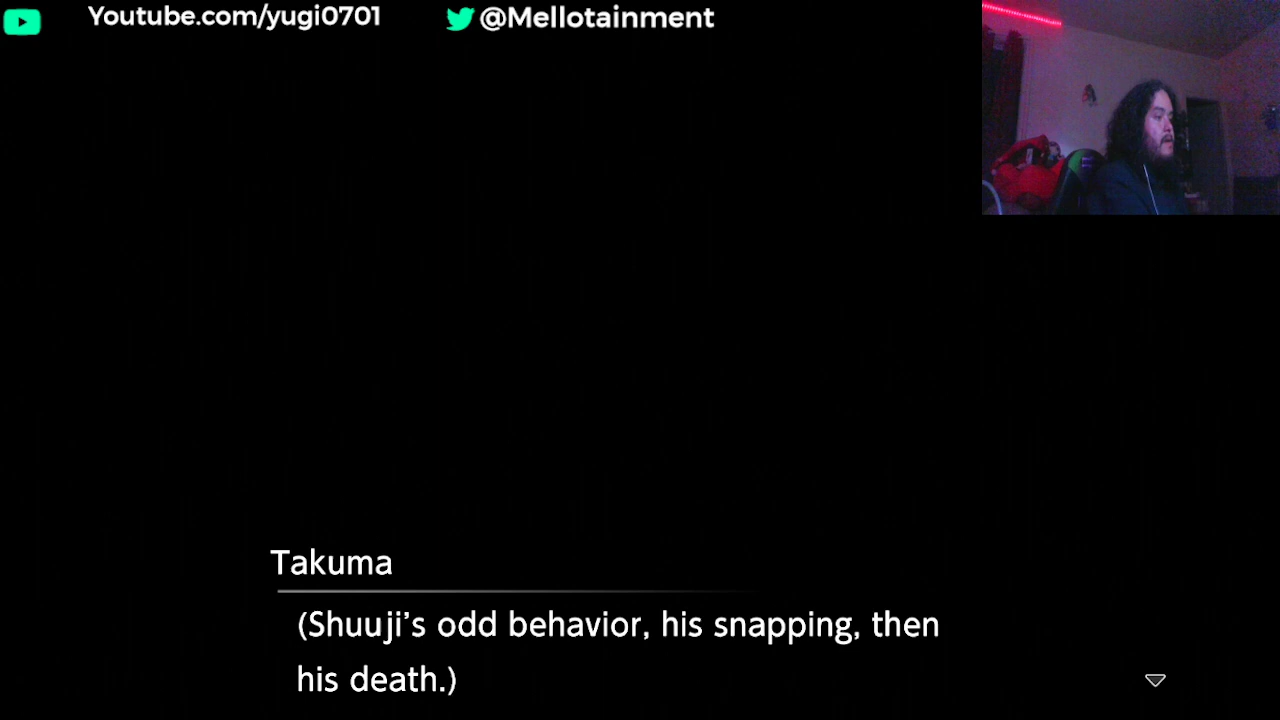 Youtube.com/yugi0701
@Mellotainment
Takuma
(Shuuji's odd behavior, his snapping, then
his death.)